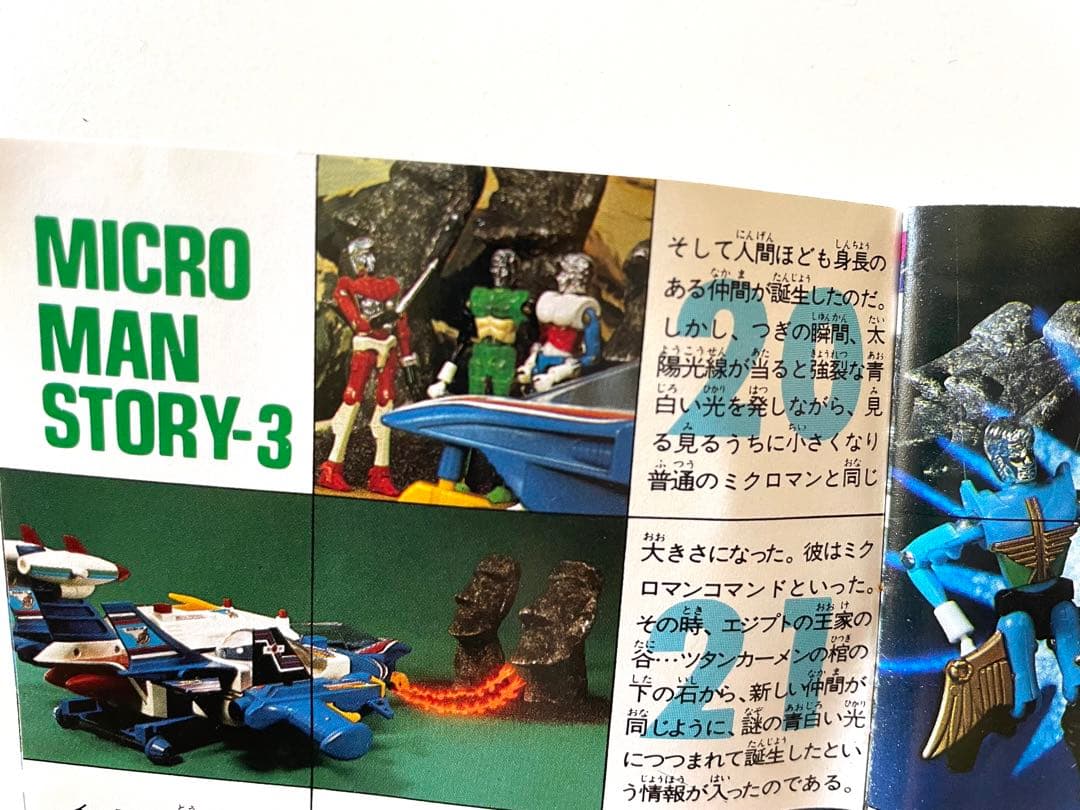 MICRO
MAN
STORY-3
20
そして人間ほども身長の
ある仲間が誕生したのだ。
しかし、つぎの瞬間、太
陽光線が当ると強裂な青
白い光を発しながら、見
る見るうちに小さくなり
普通のミクロマンと同じ
大きさになった。彼はミク
ロマンコマンドといった。
21
その時、エジプトの王家の
谷…ツタンカーメンの棺の
下の石から、新しい仲間が
同じように、謎の青白い光
につつまれて誕生したとい
う情報が入ったのである。